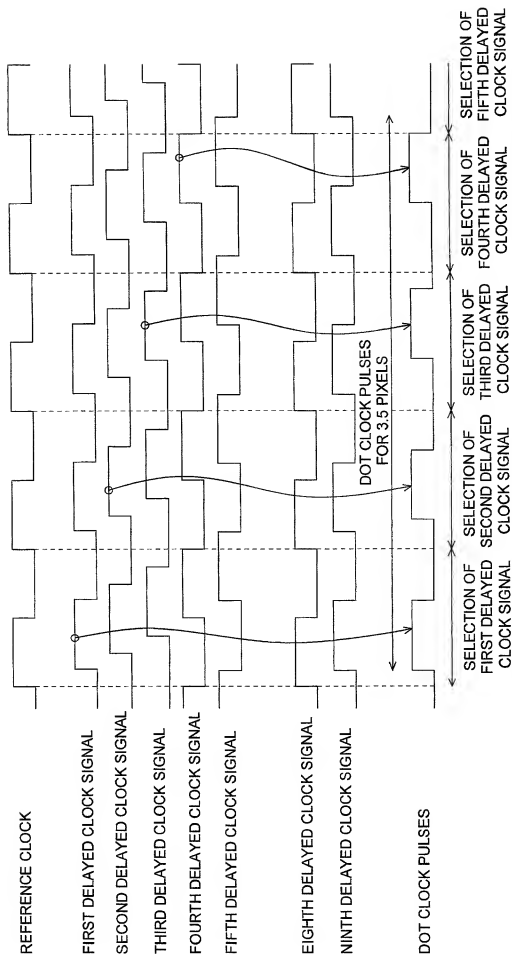 REFERENCE CLOCK
FIRST DELAYED CLOCK SIGNAL
SECOND DELAYED CLOCK SIGNAL
THIRD DELAYED CLOCK SIGNAL
FOURTH DELAYED CLOCK SIGNAL
FIFTH DELAYED CLOCK SIGNAL
EIGHTH DELAYED CLOCK SIGNAL
NINTH DELAYED CLOCK SIGNAL
DOT CLOCK PULSES
DOT CLOCK PULSES
FOR 3.5 PIXELS
SELECTION OF
FIRST DELAYED
CLOCK SIGNAL
SELECTION OF
SECOND DELAYED
CLOCK SIGNAL
SELECTION OF
THIRD DELAYED
CLOCK SIGNAL
SELECTION OF
FOURTH DELAYED
CLOCK SIGNAL
SELECTION OF
FIFTH DELAYED
CLOCK SIGNAL